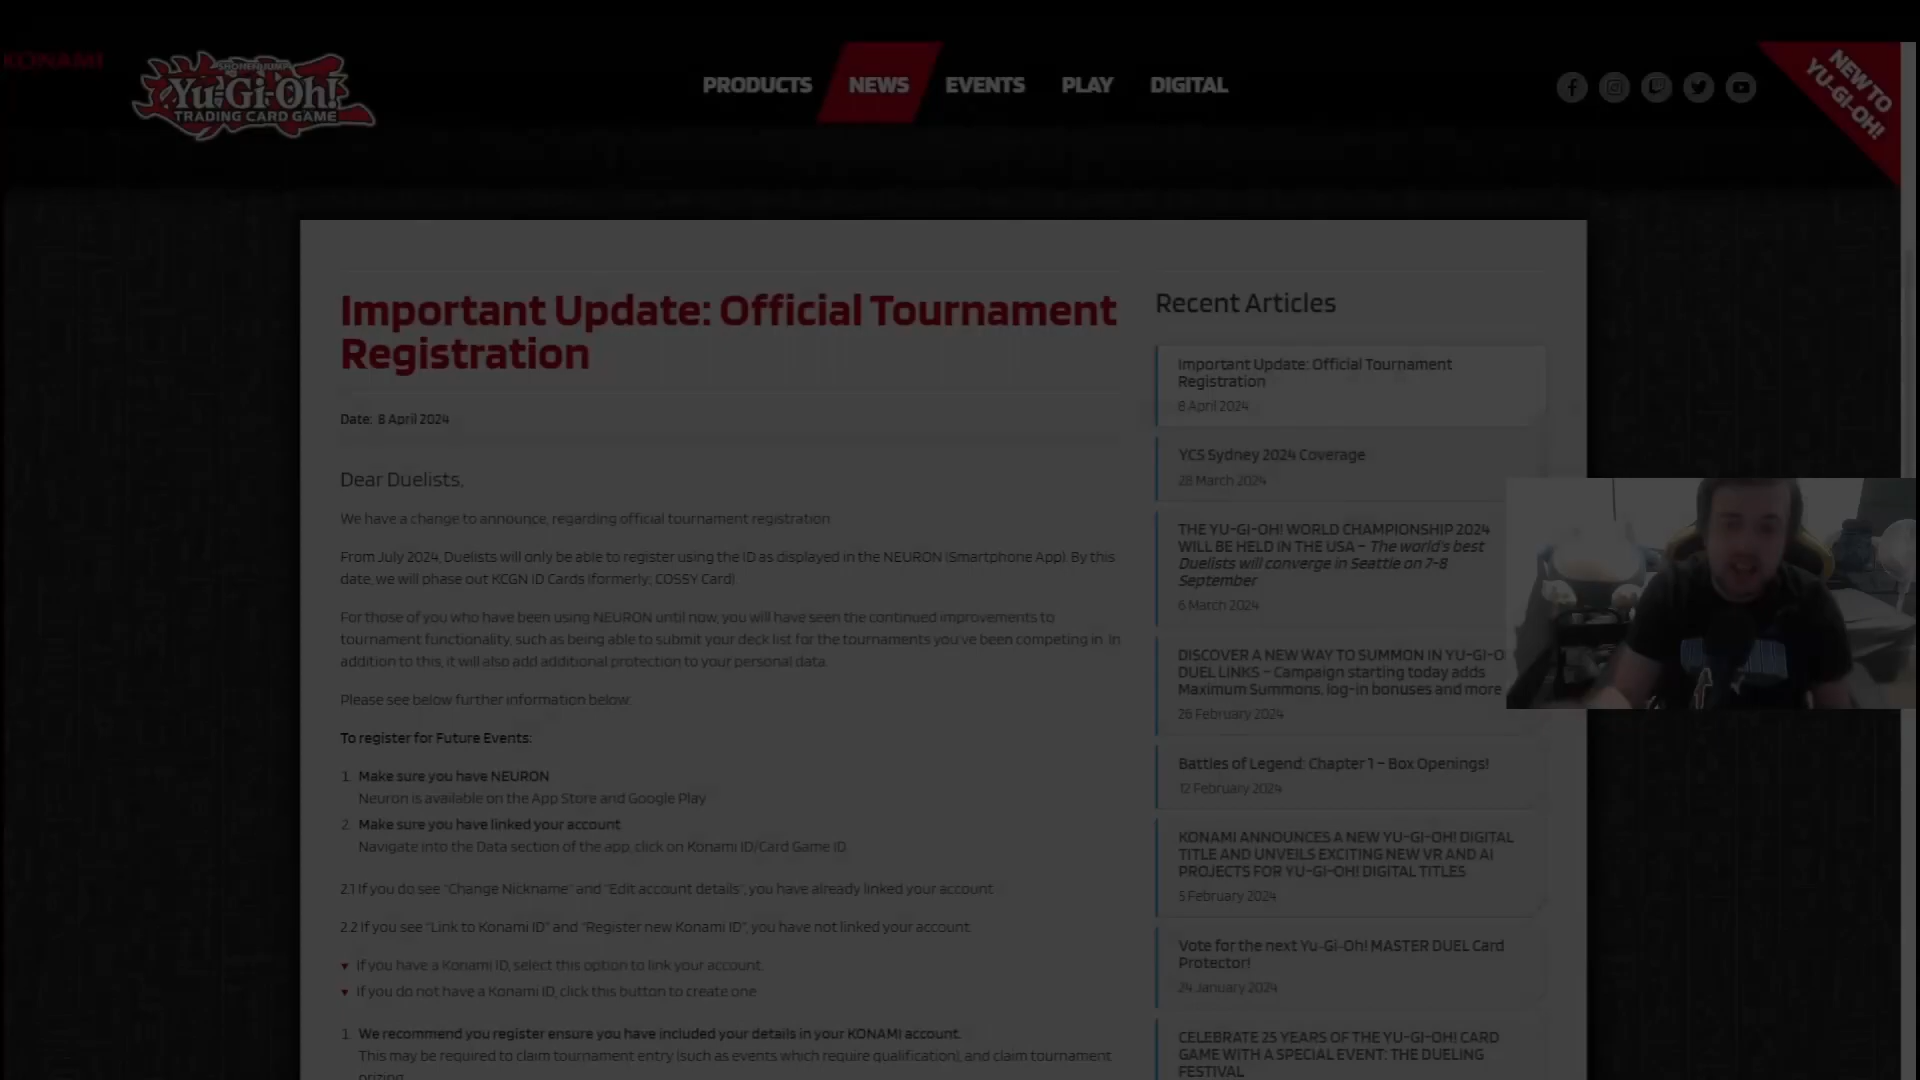 KONAMI
SHONEN JUMP
Yu-Gi-Oh!
TRADING CARD GAME
PRODUCTS
NEWS
EVENTS
PLAY
DIGITAL
NEW TO
YU-GI-OH!
Important Update: Official Tournament
Registration
Date: 8 April 2024
Dear Duelists,
We have a change to announce, regarding official tournament registration
From July 2024, Duelists will only be able to register using the ID as displayed in the NEURON (Smartphone App). By this
date, we will phase out KCGN ID Cards (formerly; COSSY Card).
For those of you who have been using NEURON until now, you will have seen the continued improvements to
tournament functionality, such as being able to submit your deck list for the tournaments you've been competing in. In
addition to this, it will also add additional protection to your personal data.
Please see below further information below:
To register for Future Events:
1. Make sure you have NEURON
Neuron is available on the App Store and Google Play
2. Make sure you have linked your account
Navigate into the Data section of the app, click on Konami ID/Card Game ID.
2.1 If you do see "Change Nickname" and "Edit account details", you have already linked your account
2.2 If you see "Link to Konami ID" and "Register new Konami ID", you have not linked your account.
If you have a Konami ID, select this option to link your account.
If you do not have a Konami ID, click this button to create one
1. We recommend you register ensure you have included your details in your KONAMI account.
This may be required to claim tournament entry (such as events which require qualification), and claim tournament
prizing
Recent Articles
Important Update: Official Tournament
Registration
8 April 2024
YCS Sydney 2024 Coverage
28 March 2024
THE YU-GI-OH! WORLD CHAMPIONSHIP 2024
WILL BE HELD IN THE USA – The world's best
Duelists will converge in Seattle on 7-8
September
6 March 2024
DISCOVER A NEW WAY TO SUMMON IN YU-GI-O
DUEL LINKS – Campaign starting today adds
Maximum Summons, log-in bonuses and more
26 February 2024
Battles of Legend: Chapter 1 – Box Openings!
12 February 2024
KONAMI ANNOUNCES A NEW YU-GI-OH! DIGITAL
TITLE AND UNVEILS EXCITING NEW VR AND AI
PROJECTS FOR YU-GI-OH! DIGITAL TITLES
5 February 2024
Vote for the next Yu-Gi-Oh! MASTER DUEL Card
Protector!
24 January 2024
CELEBRATE 25 YEARS OF THE YU-GI-OH! CARD
GAME WITH A SPECIAL EVENT: THE DUELING
FESTIVAL